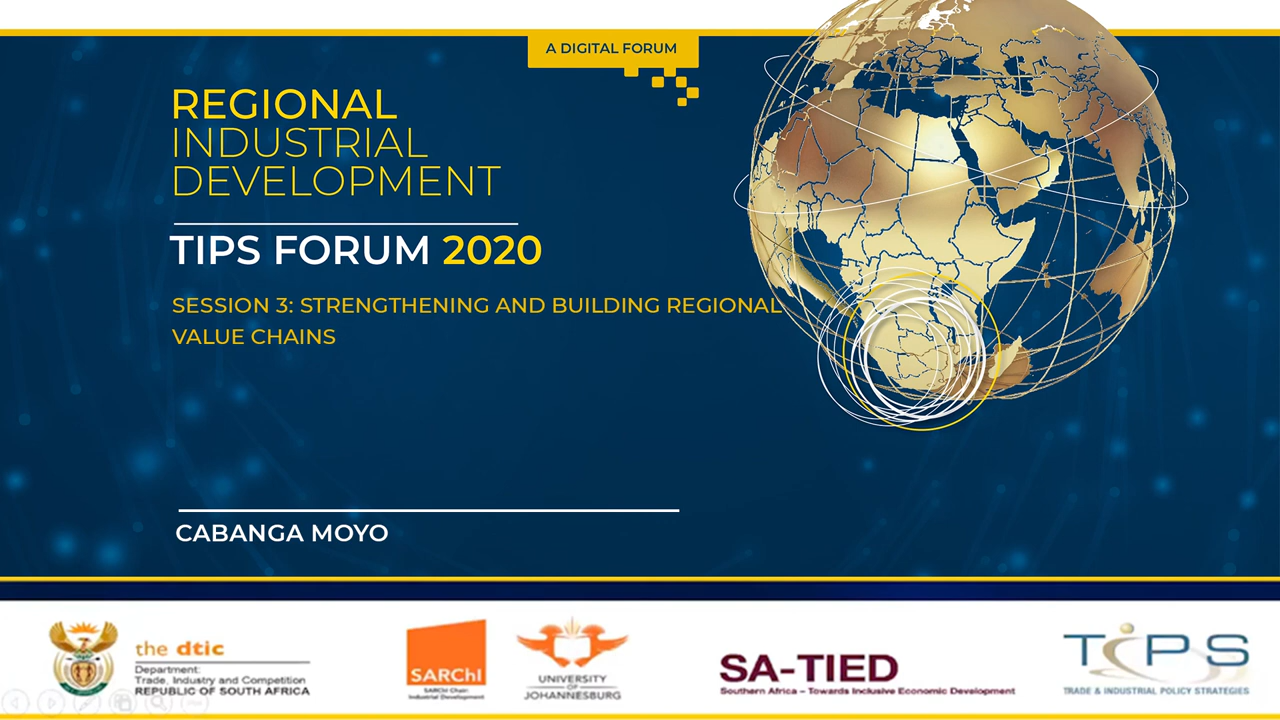 A DIGITAL FORUM
REGIONAL
INDUSTRIAL
DEVELOPMENT
TIPS FORUM 2020
SESSION 3: STRENGTHENING AND BUILDING REGIONAL
VALUE CHAINS
CABANGA MOYO
the dtic
Department:
Trade, Industry and Competition
REPUBLIC OF SOUTH AFRICA
SARChI
SARChI Chair:
Industrial Development
UNIVERSITY
OF
JOHANNESBURG
SA-TIED
Southern Africa – Towards Inclusive Economic Development
TIPS
TRADE & INDUSTRIAL POLICY STRATEGIES